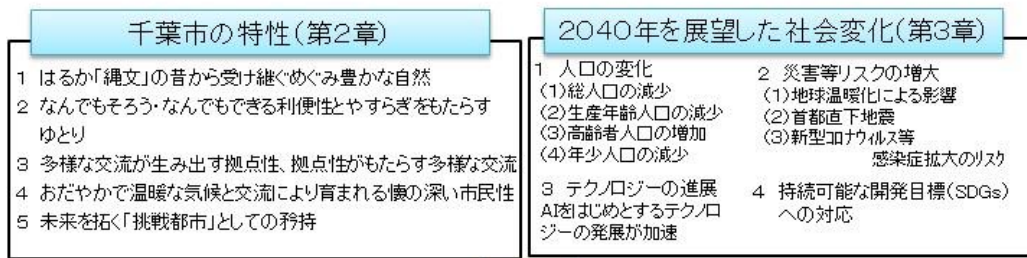 千葉市の特性(第2章)
1 はるか「縄文」の昔から受け継ぐ"めぐみ豊かな自然
2 なんでもそろう・なんでもできる利便性とやすらぎをもたらす
ゆとり
3 多様な交流が生み出す拠点性、拠点性がもたらす多様な交流
4 おだやかで温暖な気候と交流により育まれる懐の深い市民性
5 未来を拓く「挑戦都市」としての矜持
2040年を展望した社会変化(第3章)
1 人口の変化
(1)総人口の減少
(2)生産年齢人口の減少
(3)高齢者人口の増加
(4)年少人口の減少
2 災害等リスクの増大
(1)地球温暖化による影響
(2)首都直下地震
(3)新型コロナウィルス等
感染症拡大のリスク
3 テクノロジーの進展
AIをはじめとするテクノロ
ジーの発展が加速
4 持続可能な開発目標(SDGs)
への対応